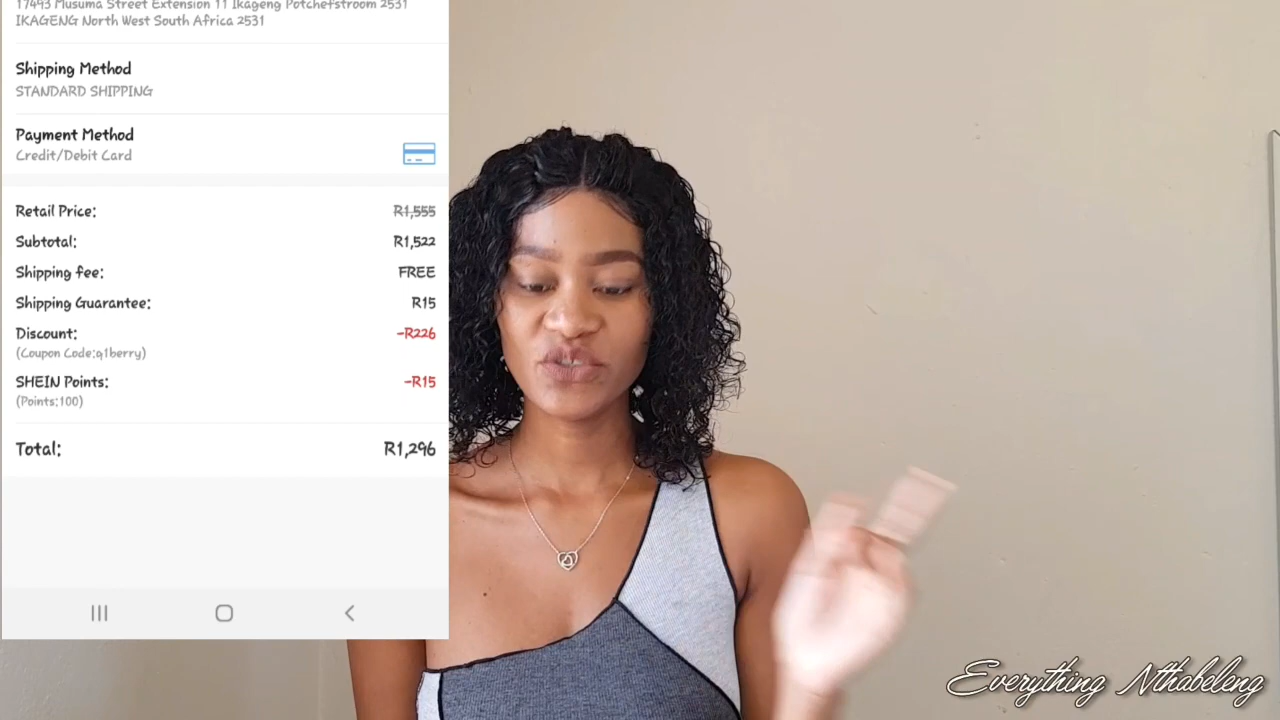 17493 Musuma Street Extension 11 Ikageng Potchefstroom 2531
IKAGENG North West South Africa 2531
Shipping Method
STANDARD SHIPPING
Payment Method
Credit/Debit Card
Retail Price: R1,555
Subtotal: R1,522
Shipping fee: FREE
Shipping Guarantee: R15
Discount: -R226
(Coupon Code:q1berry)
SHEIN Points: -R15
(Points:100)
Total: R1,296
Everything Nthabeleng